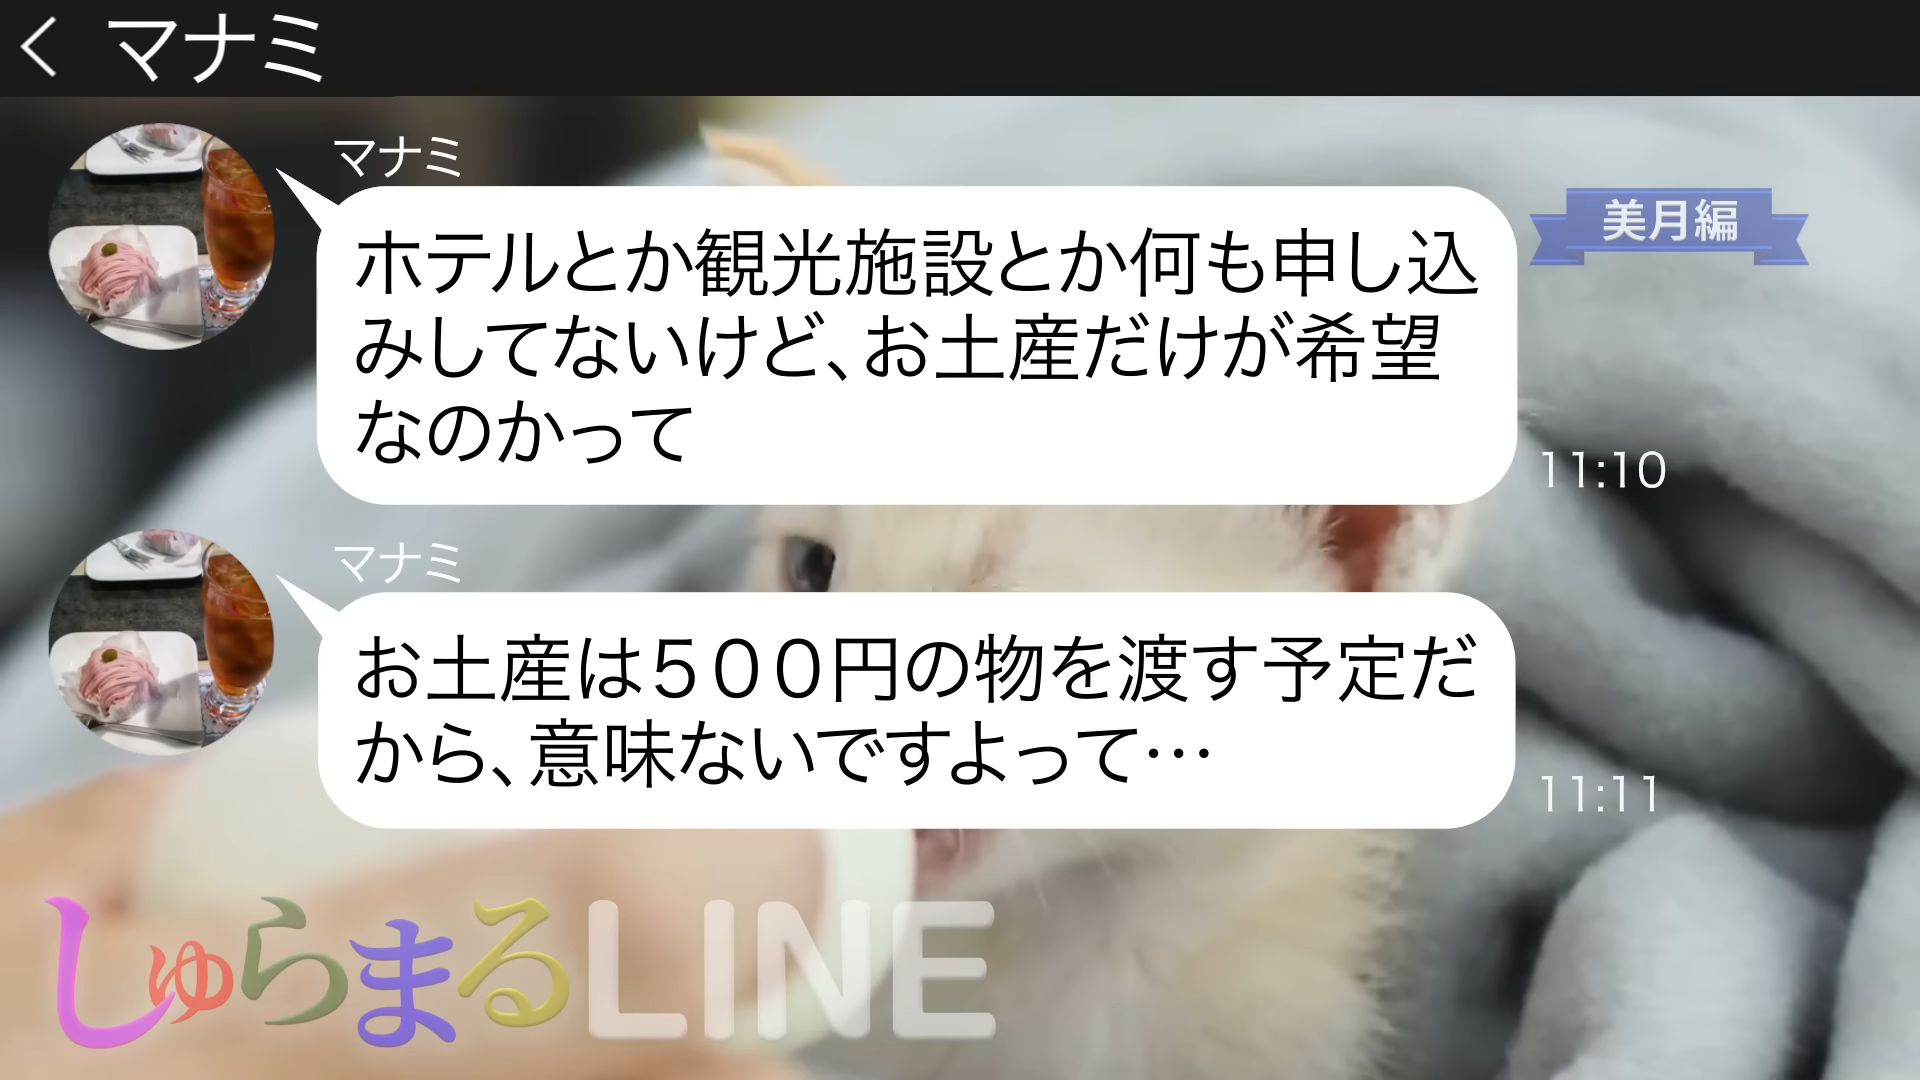 マナミ
マナミ
美月編
ホテルとか観光施設とか何も申し込
みしてないけど、お土産だけが希望
なのかって
11:10
マナミ
お土産は５００円の物を渡す予定だ
から、意味ないですよって…
11:11
しゅらまるLINE